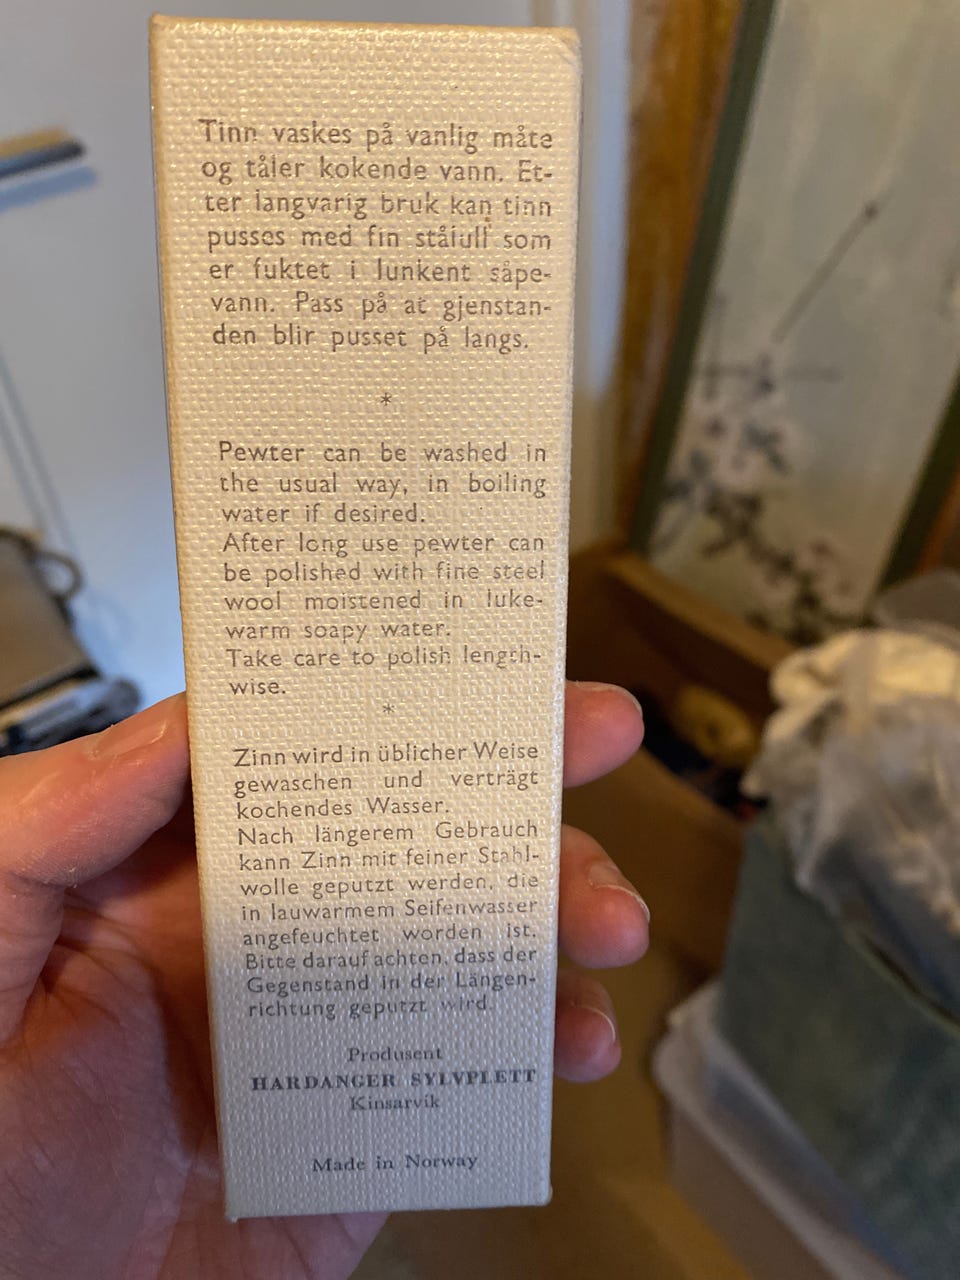 Tinn vaskes på vanlig måte
og tåler kokende vann. Et-
ter langvarig bruk kan tinn
pusses med fin stålull som
er fuktet i lunkent såpe-
vann. Pass på at gjenstan-
den blir pusset på langs.
*
Pewter can be washed in
the usual way, in boiling
water if desired.
After long use pewter can
be polished with fine steel
wool moistened in luke-
warm soapy water.
Take care to polish length-
wise.
*
Zinn wird in üblicher Weise
gewaschen und verträgt
kochendes Wasser.
Nach längerem Gebrauch
kann Zinn mit feiner Stahl-
wolle geputzt werden, die
in lauwarmem Seifenwasser
angefeuchtet worden ist.
Bitte darauf achten, dass der
Gegenstand in der Längen-
richtung geputzt wird.
Produsent
HARDANGER SYLVPLETT
Kinsarvik
Made in Norway